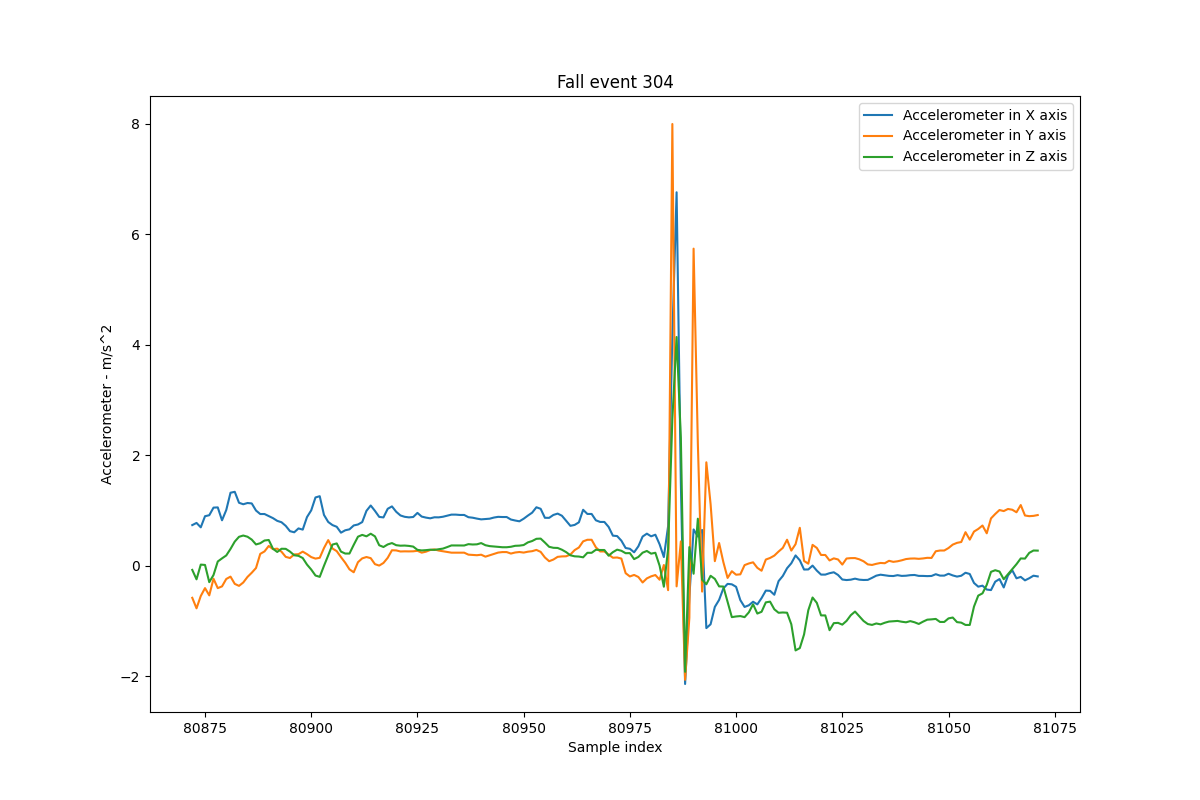 Fall event 304
Accelerometer in X axis
Accelerometer in Y axis
Accelerometer in Z axis
Accelerometer - m/s^2
8
6
4
2
0
−2
80875 80900 80925 80950 80975 81000 81025 81050 81075
Sample index